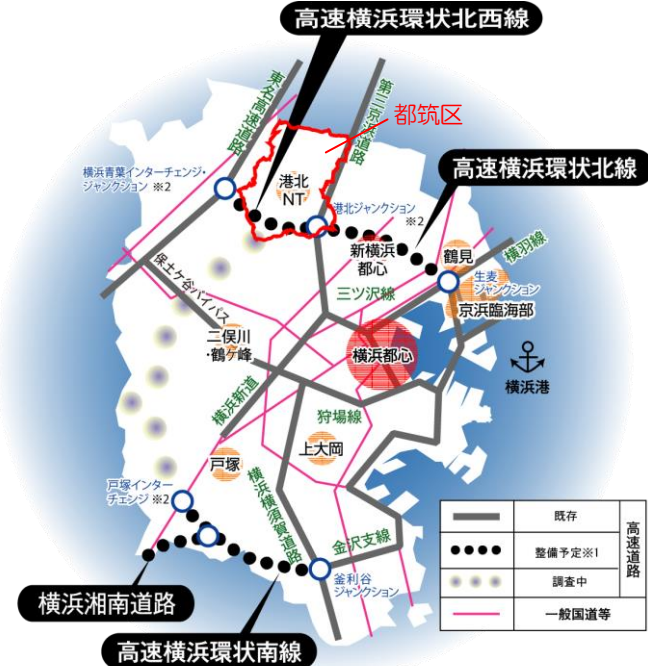 高速横浜環状北西線
東名高速道路
第三京浜道路
都筑区
高速横浜環状北線
横浜青葉インターチェンジ・
ジャンクション ※2
港北
NT
港北ジャンクション
※2
新横浜
都心
鶴見
横羽線
生麦
ジャンクション
京浜臨海部
保土ケ谷バイパス
三ツ沢線
二俣川
・鶴ケ峰
横浜都心
横浜港
横浜新道
狩場線
上大岡
戸塚
戸塚インター
チェンジ ※2
横浜横須賀道路
金沢支線
釜利谷
ジャンクション
横浜湘南道路
高速横浜環状南線
既存
整備予定※1
調査中
高速道路
一般国道等